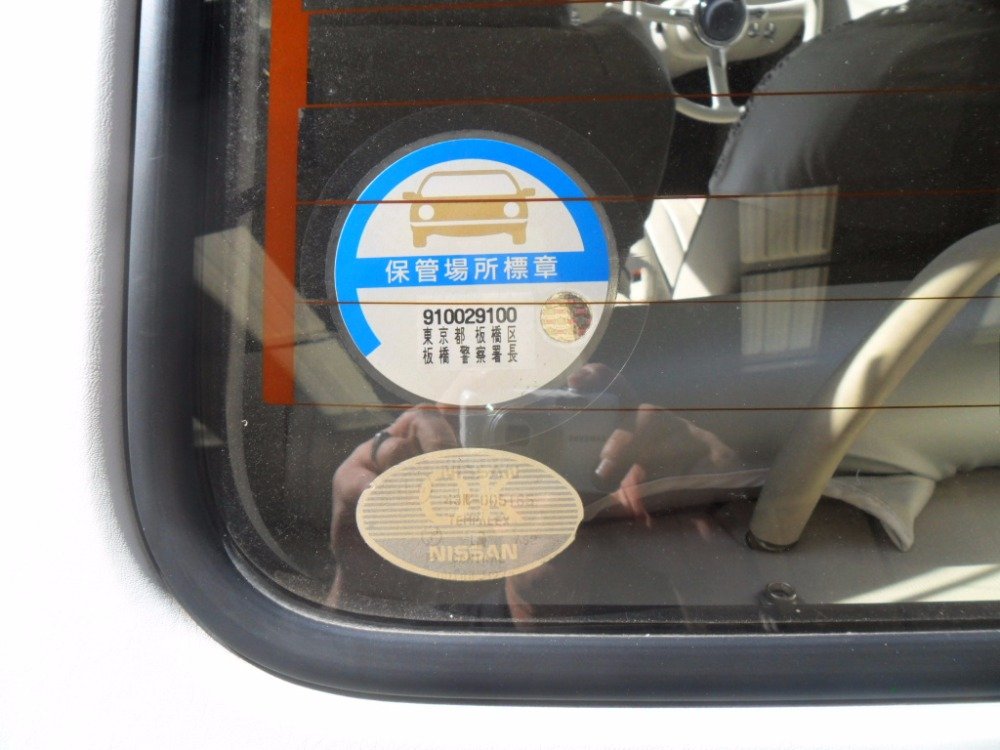 保管場所標章
910029100
東京都 板橋区
板橋 警察署長
OK
NISSAN